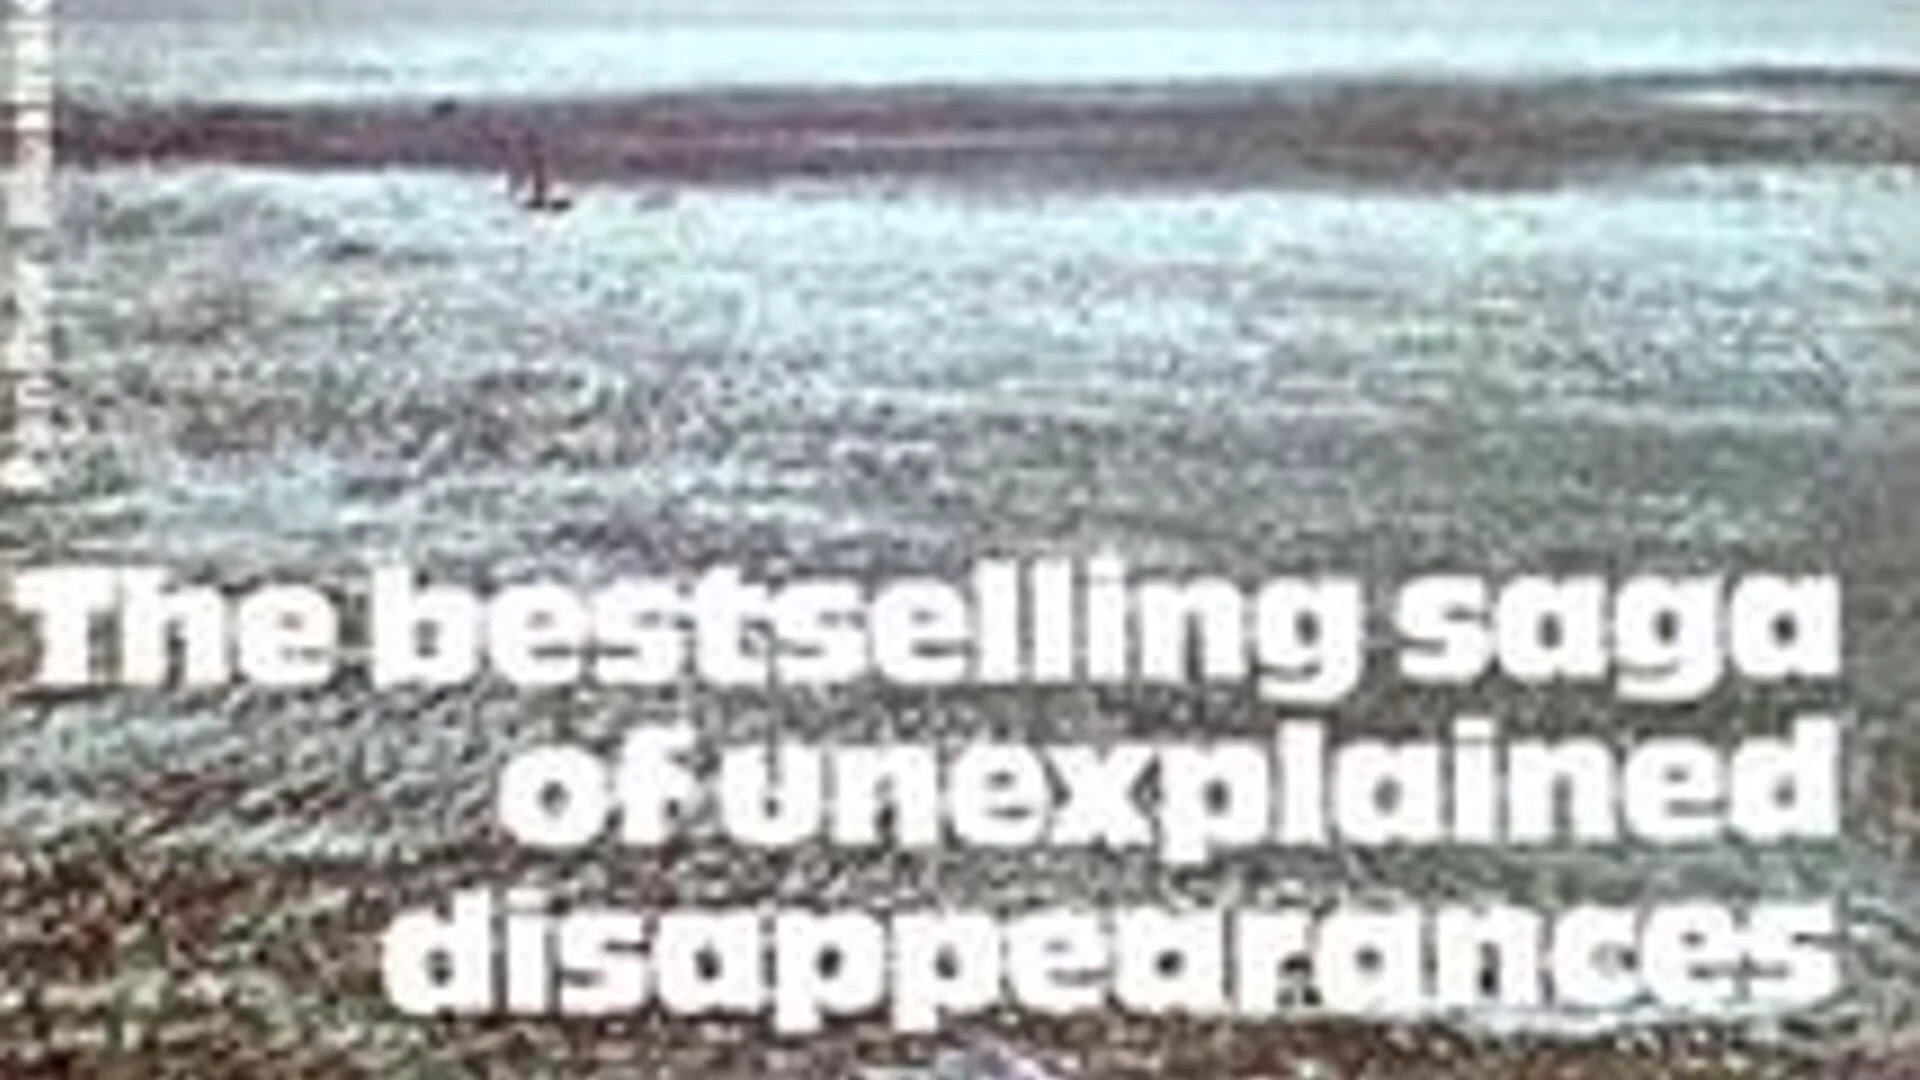 The bestselling saga
of unexplained
disappearances